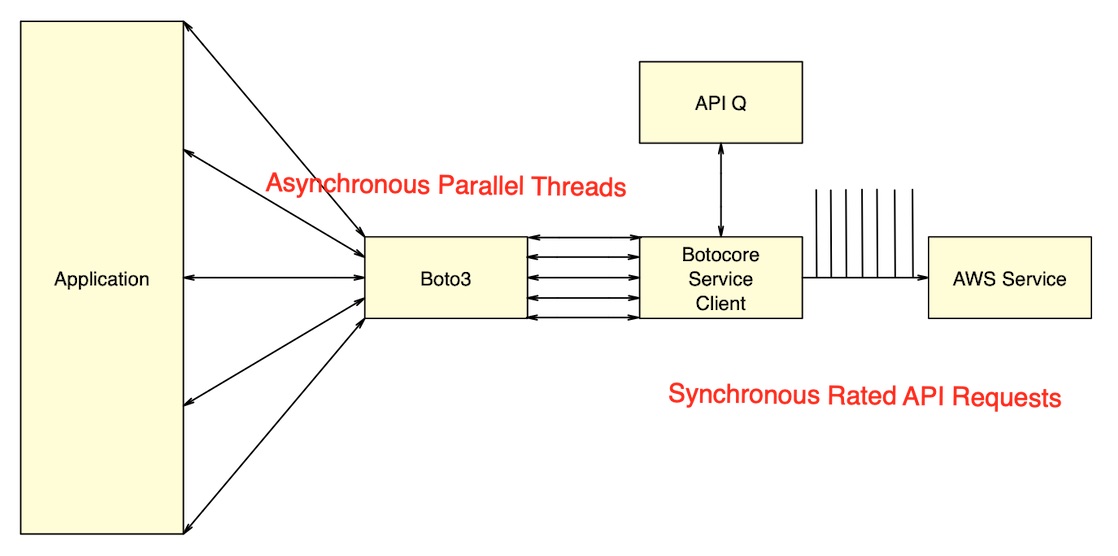 API Q
Asynchronous Parallel Threads
Application
Boto3
Botocore
Service
Client
AWS Service
Synchronous Rated API Requests